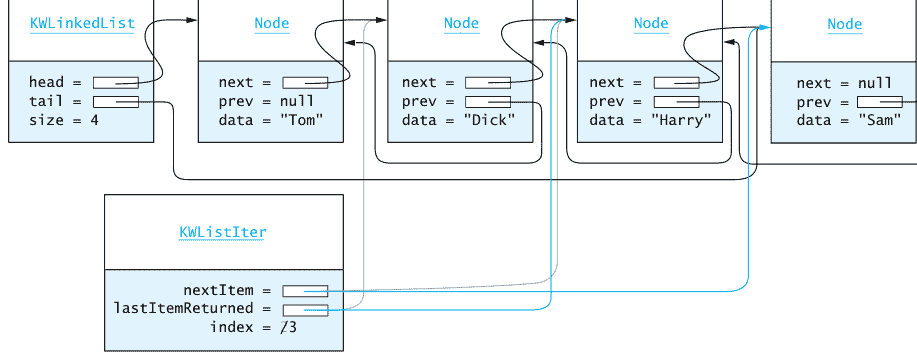 KWLinkedList
head =
tail =
size = 4
Node
next =
prev = null
data = "Tom"
Node
next =
prev =
data = "Dick"
Node
next =
prev =
data = "Harry"
Node
next = null
prev =
data = "Sam"
KWListIter
nextItem =
lastItemReturned =
index = 3